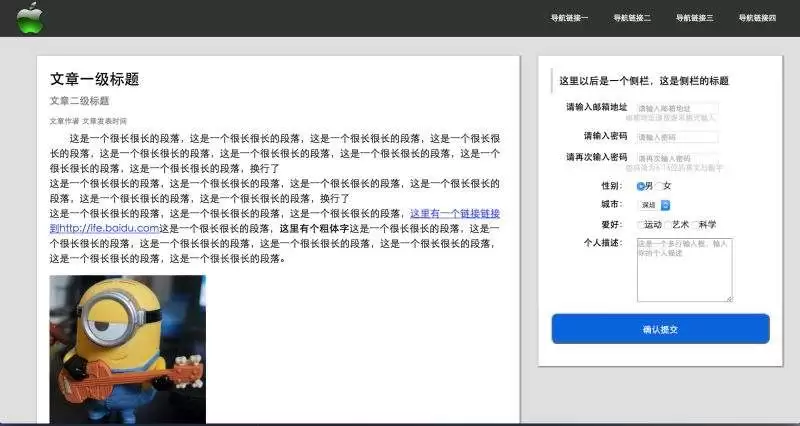 导航链接一 导航链接二 导航链接三 导航链接四
文章一级标题
文章二级标题
文章作者 文章发表时间
这是一个很长很长的段落，这是一个很长很长的段落，这是一个很长很长的段落，这是一个很长
很长的段落，这是一个很长很长的段落，这是一个很长很长的段落，这是一个很长很长的段落，这是一个
很长很长的段落，这是一个很长很长的段落，换行了
这是一个很长很长的段落，这是一个很长很长的段落，这是一个很长很长的段落，这是一个很长很长的
段落，这是一个很长很长的段落，这是一个很长很长的段落，这是一个很长很长的段落，换行了
这是一个很长很长的段落，这是一个很长很长的段落，这是一个很长很长的段落，这里有一个链接链接
到http://ife.baidu.com这是一个很长很长的段落，这里有个粗体字这是一个很长很长的段落，这是一
个很长很长的段落，这是一个很长很长的段落，这是一个很长很长的段落，这是一个很长很长的段落，
这是一个很长很长的段落，这是一个很长很长的段落。
这里以后是一个侧栏，这是侧栏的标题
请输入邮箱地址 请输入邮箱地址
请输入密码 请输入密码
请再次输入密码 请再次输入密码
性别： 男 女
城市： 深圳
爱好： 运动 艺术 科学
个人描述： 这是一个多行输入框，输入
你的个人描述
确认提交